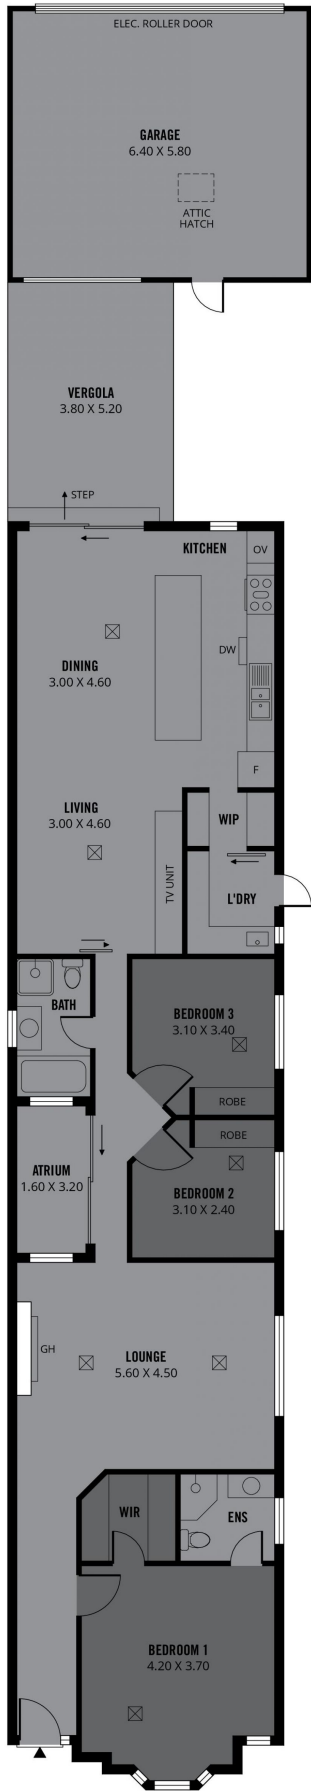 ELEC. ROLLER DOOR
GARAGE
6.40 X 5.80
ATTIC
HATCH
VERGOLA
3.80 X 5.20
STEP
KITCHEN
OV
DW
DINING
3.00 X 4.60
F
LIVING
3.00 X 4.60
WIP
TV UNIT
L'DRY
BATH
BEDROOM 3
3.10 X 3.40
ROBE
ROBE
ATRIUM
1.60 X 3.20
BEDROOM 2
3.10 X 2.40
GH
LOUNGE
5.60 X 4.50
WIR
ENS
BEDROOM 1
4.20 X 3.70